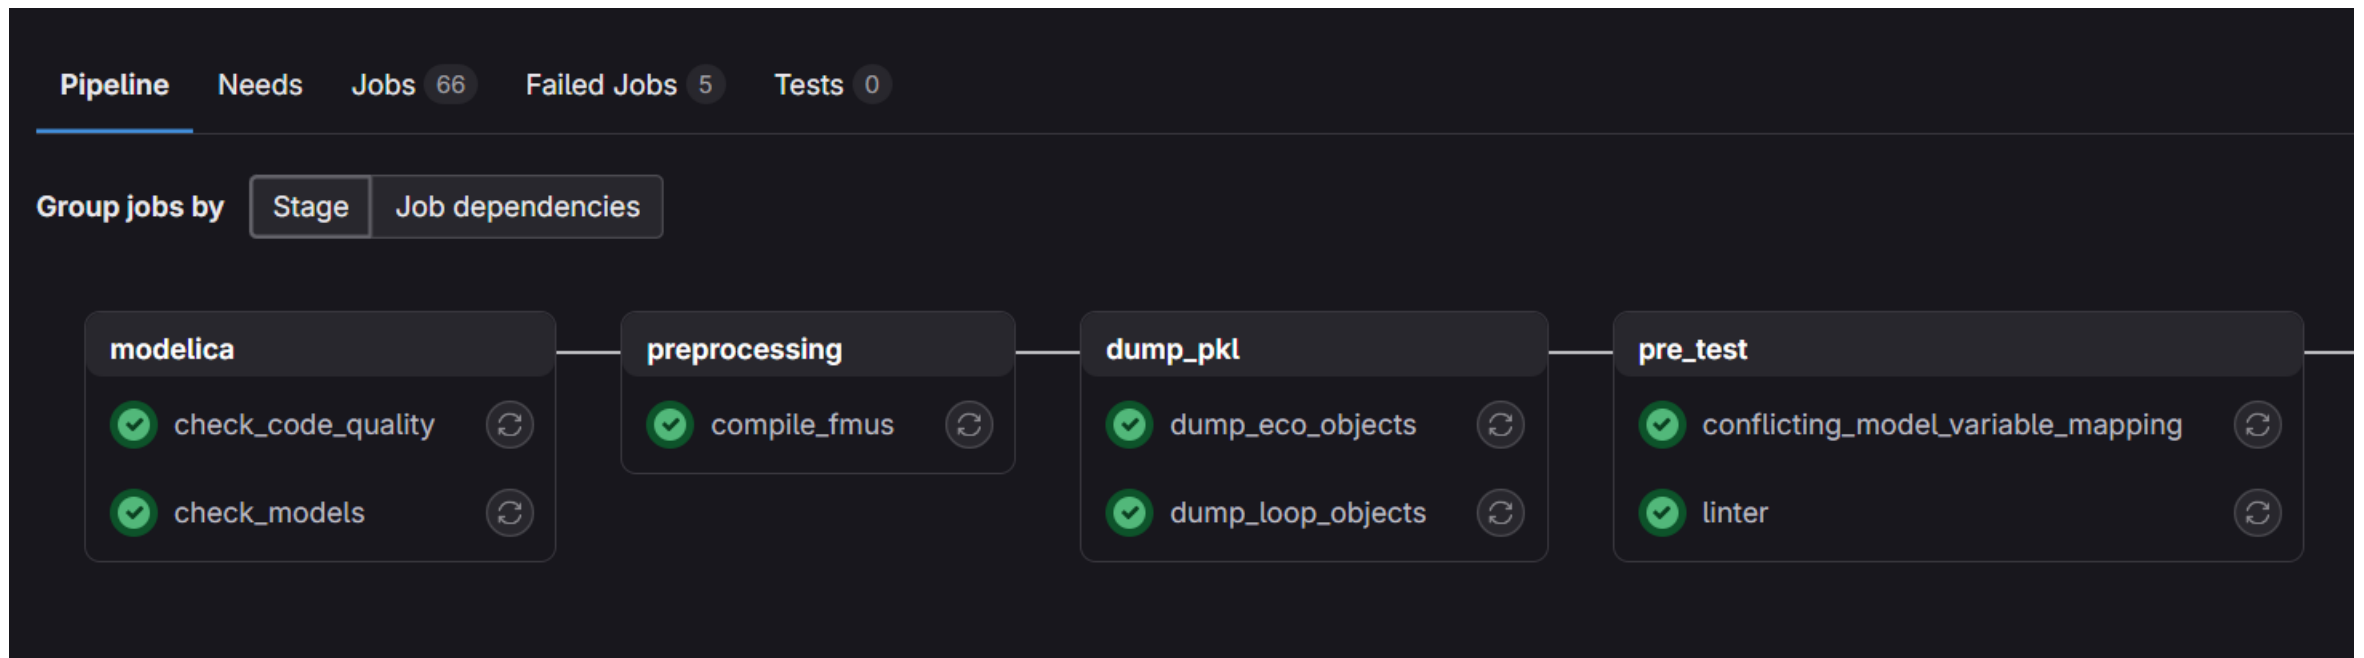 Pipeline Needs Jobs 66 Failed Jobs 5 Tests 0
Group jobs by Stage Job dependencies
modelica
check_code_quality
check_models
preprocessing
compile_fmus
dump_pkl
dump_eco_objects
dump_loop_objects
pre_test
conflicting_model_variable_mapping
linter